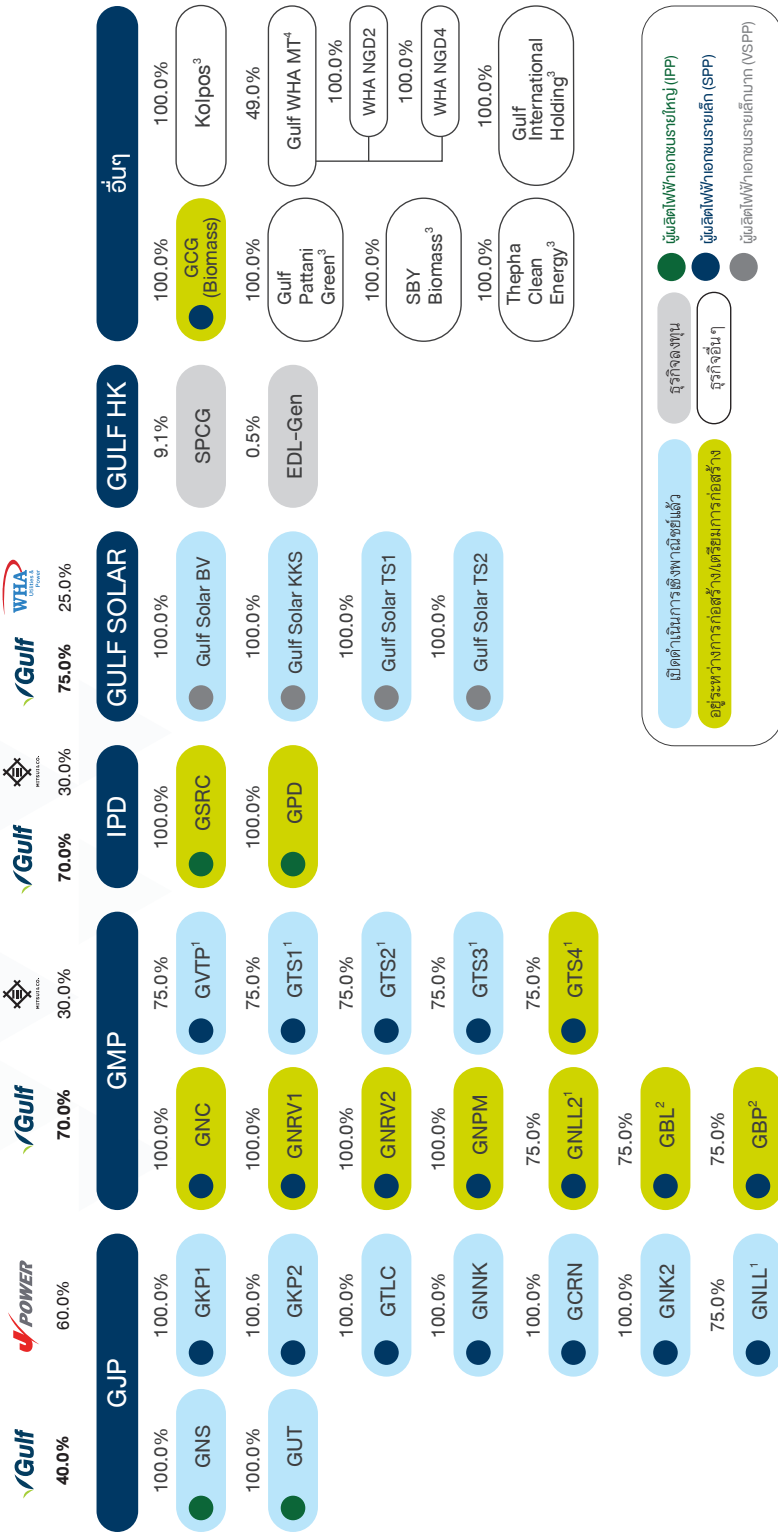 Gulf
40.0%
J POWER
60.0%
GJP
100.0%
GNS
100.0%
GUT
100.0%
GKP1
100.0%
GKP2
100.0%
GTLC
100.0%
GNNK
100.0%
GCRN
100.0%
GNK2
75.0%
GNLL1
Gulf
70.0%
MITSUI & CO.
30.0%
GMP
100.0%
GNC
100.0%
GNRV1
100.0%
GNRV2
100.0%
GNPM
75.0%
GNLL2¹
75.0%
GBL²
75.0%
GBP²
75.0%
GVTP¹
75.0%
GTS1¹
75.0%
GTS2¹
75.0%
GTS3¹
75.0%
GTS4¹
Gulf
70.0%
MITSUI & CO.
30.0%
IPD
100.0%
GSRC
100.0%
GPD
Gulf
75.0%
WHA
Utilities &
Power
25.0%
GULF SOLAR
100.0%
Gulf Solar BV
100.0%
Gulf Solar KKS
100.0%
Gulf Solar TS1
100.0%
Gulf Solar TS2
GULF HK
9.1%
SPCG
0.5%
EDL-Gen
อื่นๆ
100.0%
GCG
(Biomass)
100.0%
Gulf
Pattani
Green³
100.0%
SBY
Biomass³
100.0%
Thepha
Clean
Energy³
100.0%
Kolpos³
49.0%
Gulf WHA MT⁴
100.0%
WHA NGD2
100.0%
WHA NGD4
100.0%
Gulf
International
Holding³
เปิดดำเนินการเชิงพาณิชย์แล้ว
อยู่ระหว่างการก่อสร้าง/เตรียมการก่อสร้าง
ธุรกิจลงทุน
ธุรกิจอื่นๆ
ผู้ผลิตไฟฟ้าเอกชนรายใหญ่ (IPP)
ผู้ผลิตไฟฟ้าเอกชนรายเล็ก (SPP)
ผู้ผลิตไฟฟ้าเอกชนรายเล็กมาก (VSPP)